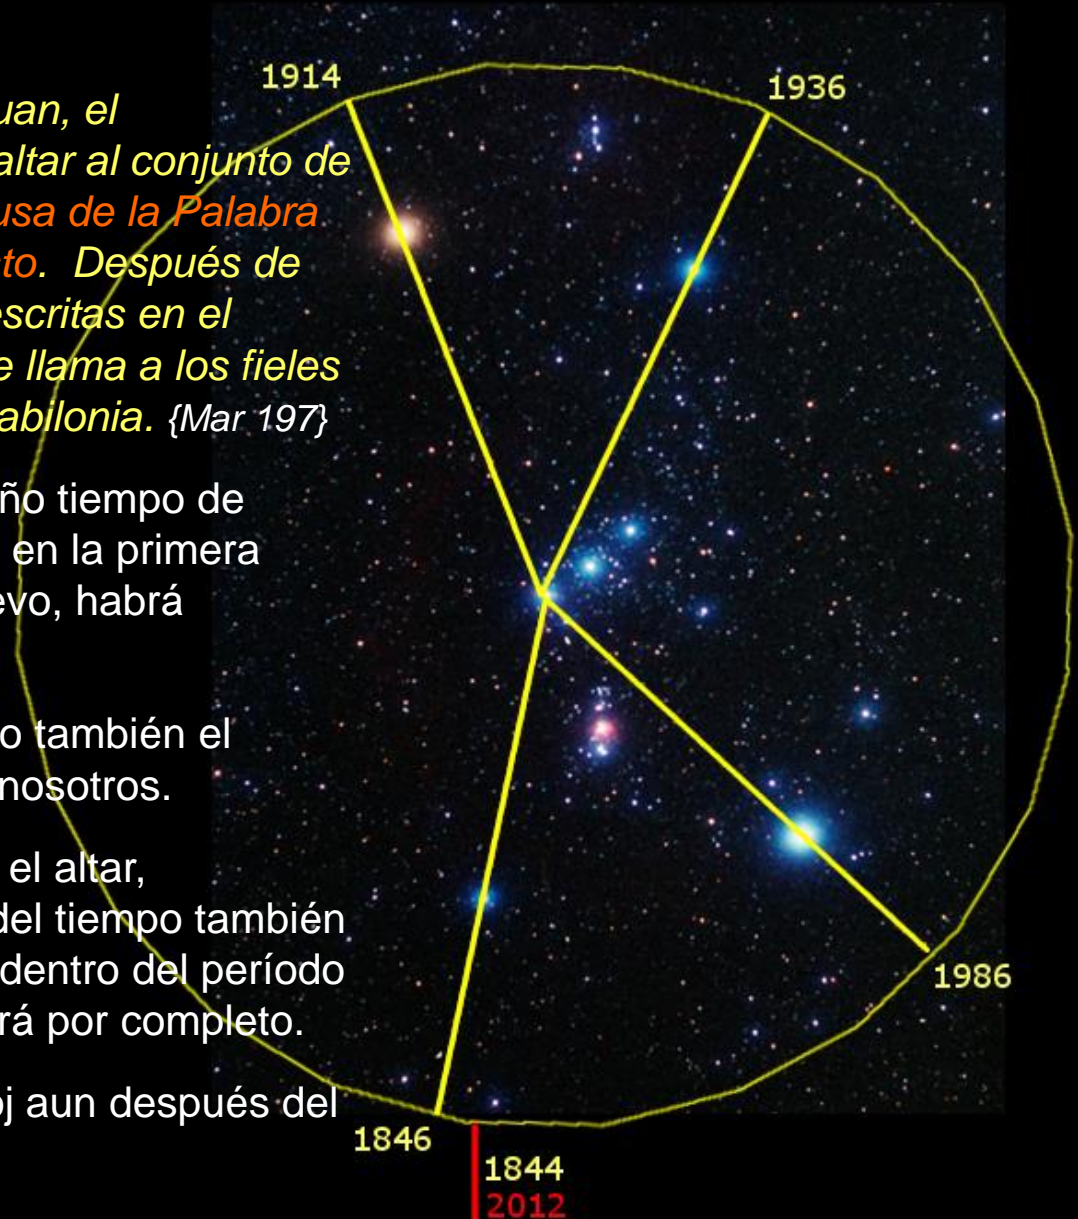 1914
1936
uan, el
altar al conjunto de
usa de la Palabra
to. Después de
escritas en el
e llama a los fieles
abilonia. {Mar 197}
ño tiempo de
en la primera
evo, habrá
o también el
nosotros.
el altar,
del tiempo también
dentro del período
rá por completo.
oj aun después del
1986
1846
1844
2012